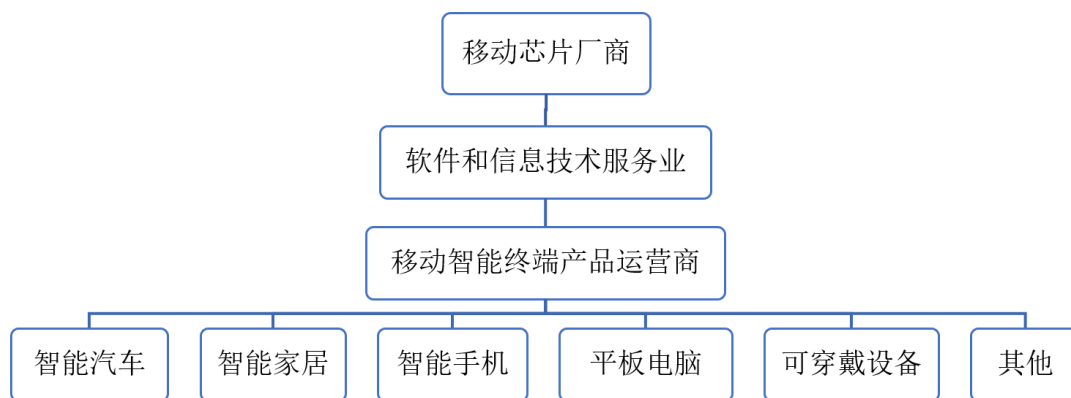 移动芯片厂商
软件和信息技术服务业
移动智能终端产品运营商
智能汽车
智能家居
智能手机
平板电脑
可穿戴设备
其他